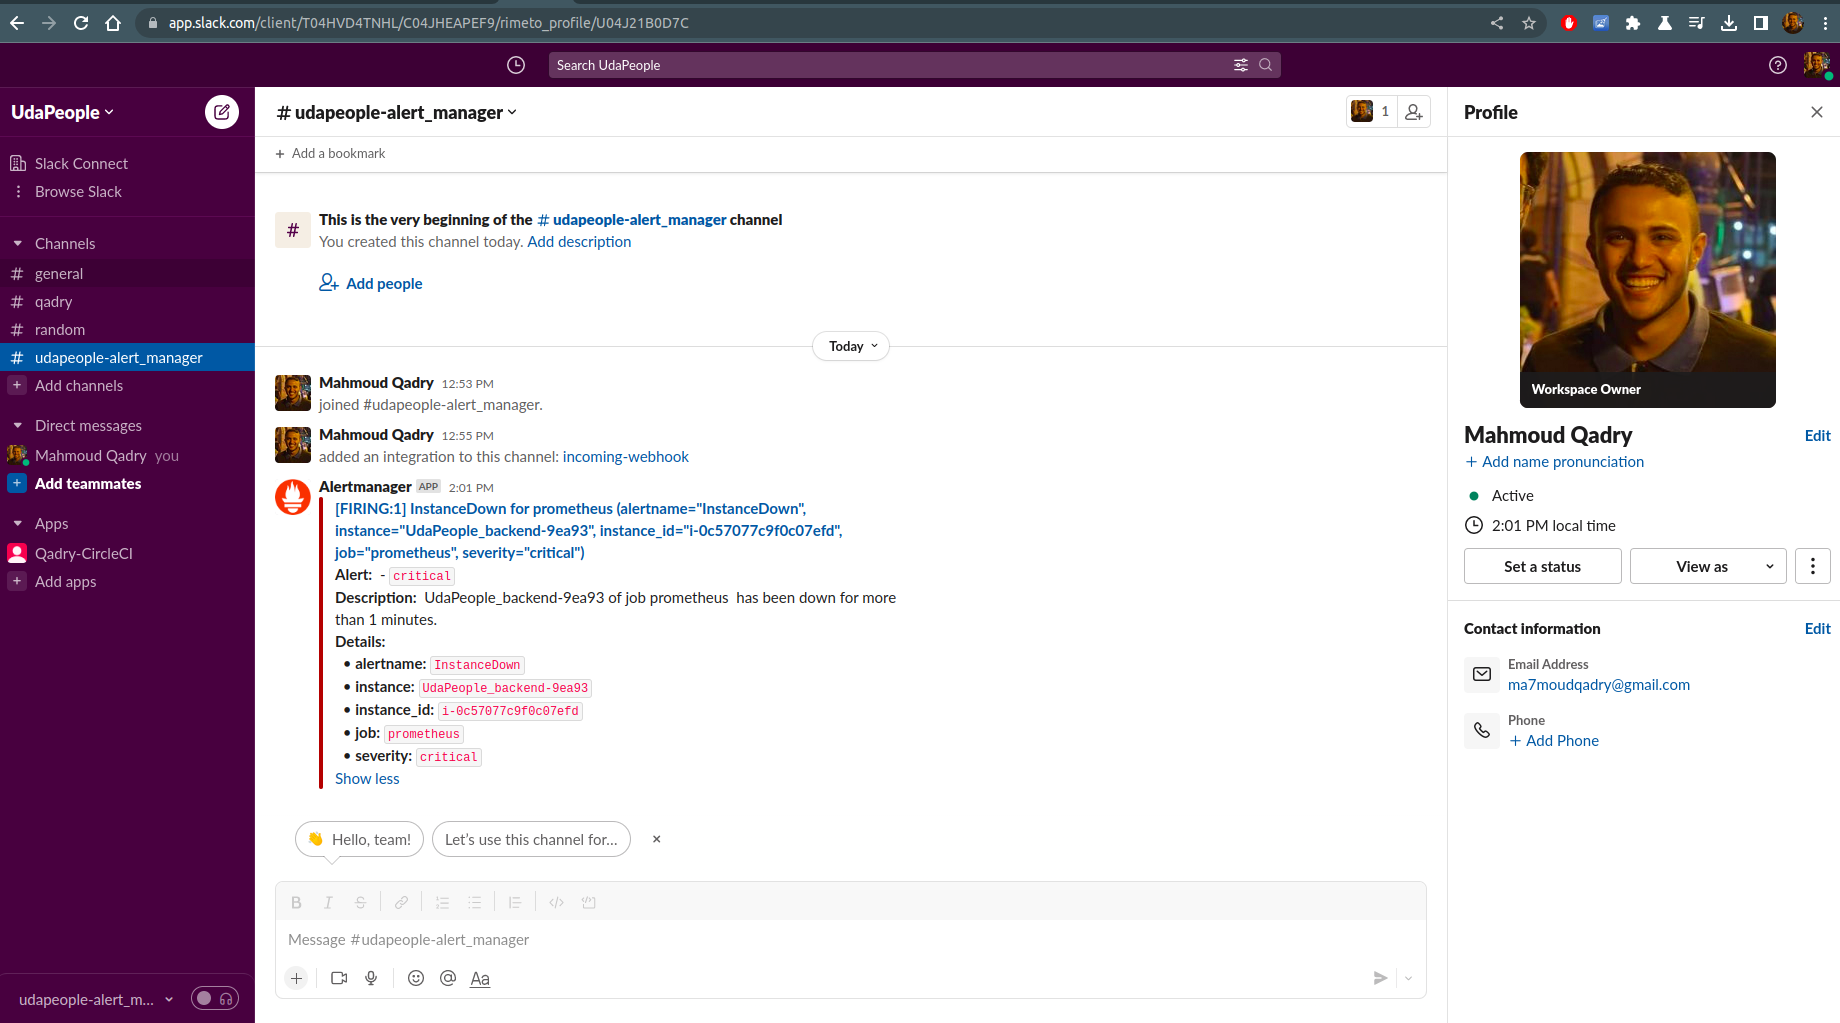 app.slack.com/client/T04HVD4TNHL/C04JHEAPEF9/rimeto_profile/U04J21B0D7C
Search UdaPeople
UdaPeople
Slack Connect
Browse Slack
Channels
# general
# qadry
# random
# udapeople-alert_manager
+ Add channels
Direct messages
Mahmoud Qadry you
+ Add teammates
Apps
Qadry-CircleCI
+ Add apps
udapeople-alert_m...
# udapeople-alert_manager
1
+ Add a bookmark
#
This is the very beginning of the # udapeople-alert_manager channel
You created this channel today. Add description
Add people
Today
Mahmoud Qadry 12:53 PM
joined #udapeople-alert_manager.
Mahmoud Qadry 12:55 PM
added an integration to this channel: incoming-webhook
Alertmanager APP 2:01 PM
[FIRING:1] InstanceDown for prometheus (alertname="InstanceDown",
instance="UdaPeople_backend-9ea93", instance_id="i-0c57077c9f0c07efd",
job="prometheus", severity="critical")
Alert: - critical
Description: UdaPeople_backend-9ea93 of job prometheus has been down for more
than 1 minutes.
Details:
• alertname: InstanceDown
• instance: UdaPeople_backend-9ea93
• instance_id: i-0c57077c9f0c07efd
• job: prometheus
• severity: critical
Show less
👋 Hello, team!
Let's use this channel for...
×
B I S
Message #udapeople-alert_manager
+ @ Aa
Profile
Workspace Owner
Mahmoud Qadry
Edit
+ Add name pronunciation
Active
2:01 PM local time
Set a status
View as
Contact information
Edit
Email Address
ma7moudqadry@gmail.com
Phone
+ Add Phone